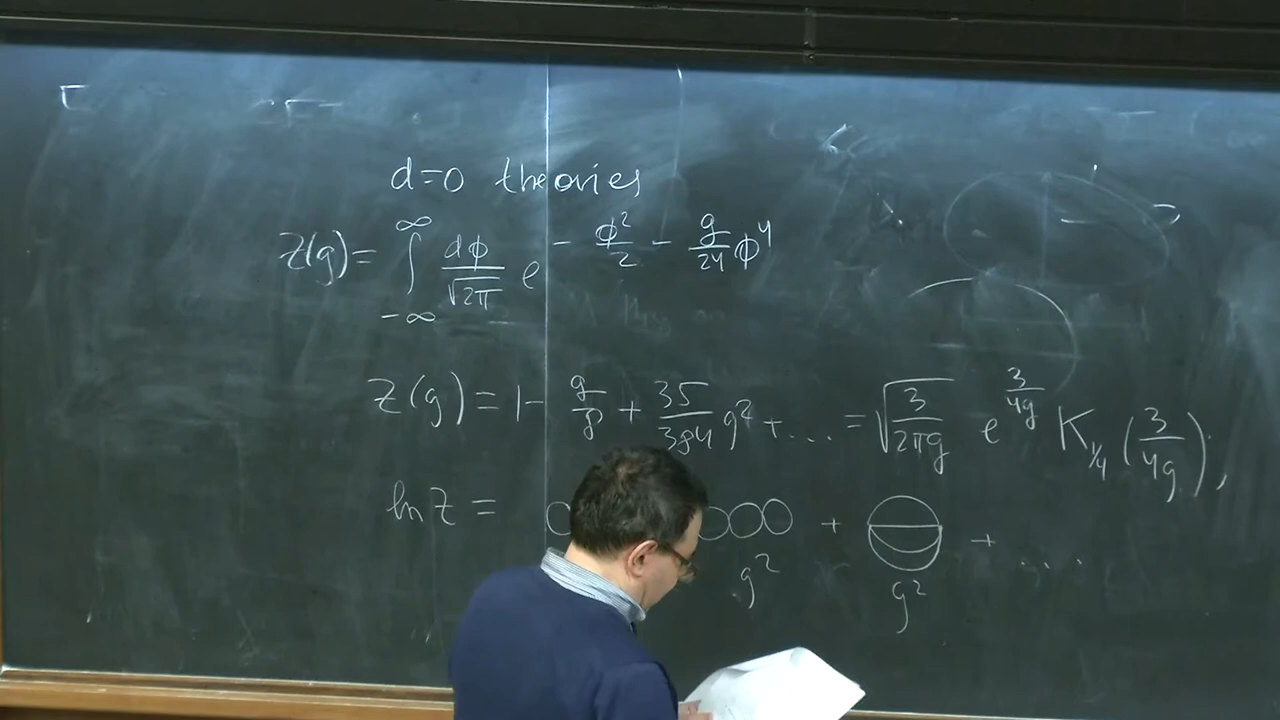 d=0 theories
Z(g) = ∫_{-∞}^{∞} dϕ/√2π e^{-ϕ²/2 - g/24 ϕ⁴}
Z(g) = 1 - g/8 + 35/384 g² + .... = √(3/2πg) e^{3/4g} K_{1/4}(3/4g),
ln Z = + + ....
g² g²